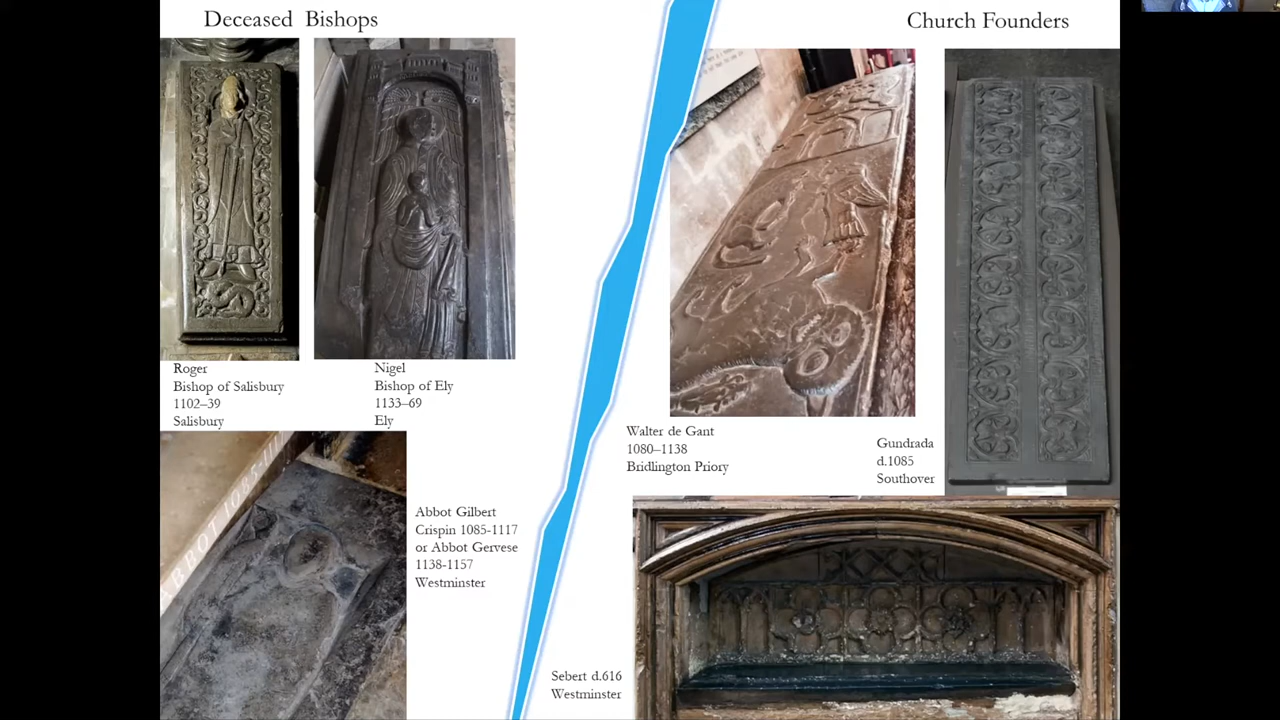 Deceased Bishops
Church Founders
Roger
Bishop of Salisbury
1102–39
Salisbury
Nigel
Bishop of Ely
1133–69
Ely
Walter de Gant
1080–1138
Bridlington Priory
Gundrada
d.1085
Southover
Abbot Gilbert
Crispin 1085-1117
or Abbot Gervese
1138-1157
Westminster
Sebert d.616
Westminster